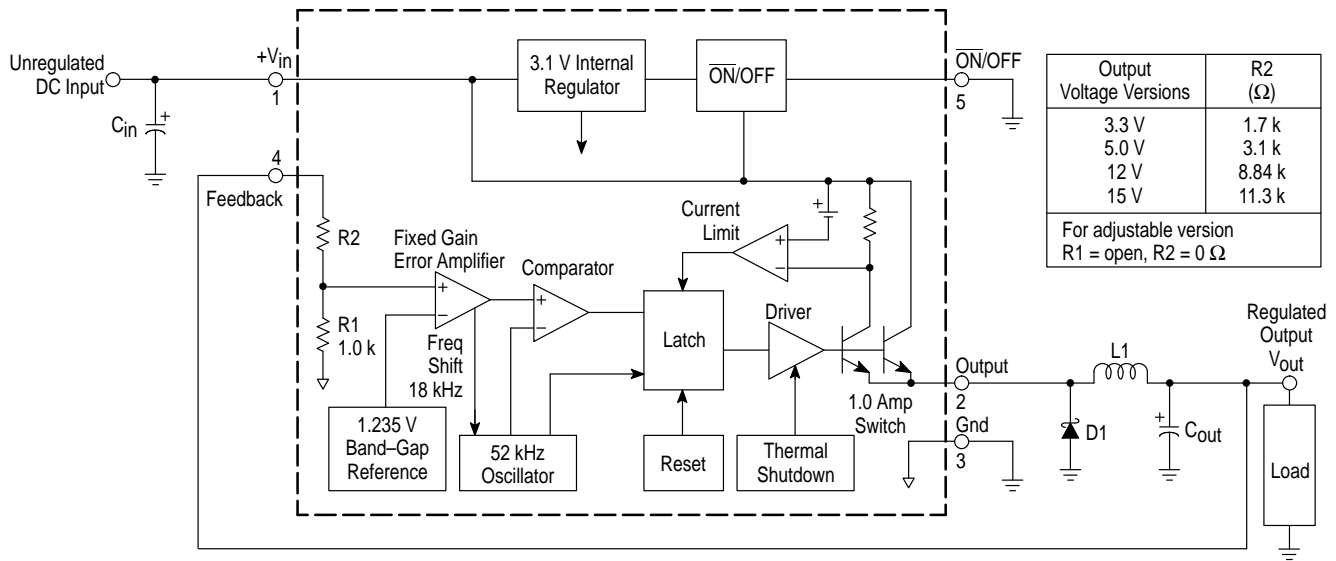 Unregulated
DC Input
Cin
+
+Vin
1
4
Feedback
3.1 V Internal
Regulator
ON/OFF
ON/OFF
5
Output
Voltage Versions
R2
(Ω)
3.3 V
1.7 k
5.0 V
3.1 k
12 V
8.84 k
15 V
11.3 k
For adjustable version
R1 = open, R2 = 0 Ω
R2
R1
1.0 k
Fixed Gain
Error Amplifier
+
–
Freq
Shift
18 kHz
Comparator
+
–
Current
Limit
+
–
+
Latch
Driver
1.0 Amp
Switch
1.235 V
Band–Gap
Reference
52 kHz
Oscillator
Reset
Thermal
Shutdown
Output
2
Gnd
3
D1
L1
+
Cout
Regulated
Output
Vout
Load